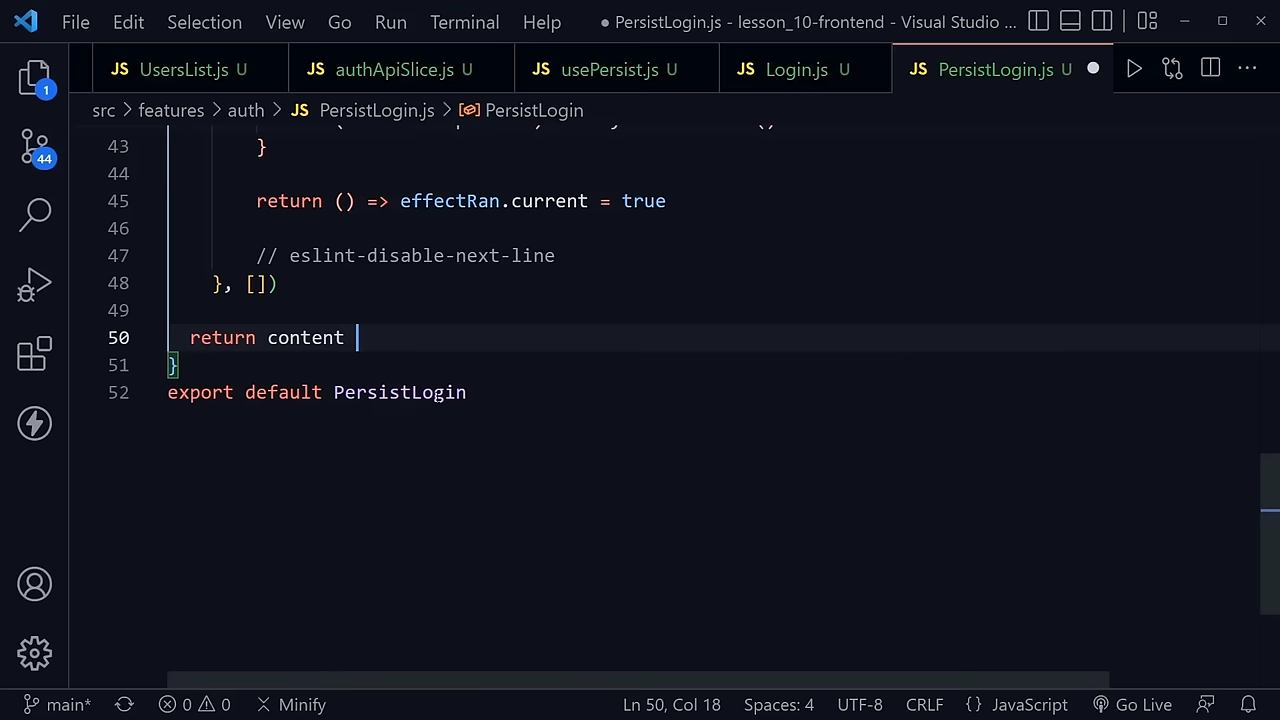 File Edit Selection View Go Run Terminal Help ● PersistLogin.js - lesson_10-frontend - Visual Studio ...
JS UsersList.js U JS authApiSlice.js U JS usePersist.js U JS Login.js U JS PersistLogin.js U
src > features > auth > JS PersistLogin.js > PersistLogin
1
44
43 }
44
45 return () => effectRan.current = true
46
47 // eslint-disable-next-line
48 }, [])
49
50 return content
51 }
52 export default PersistLogin
main* 0 0 Minify Ln 50, Col 18 Spaces: 4 UTF-8 CRLF {} JavaScript Go Live